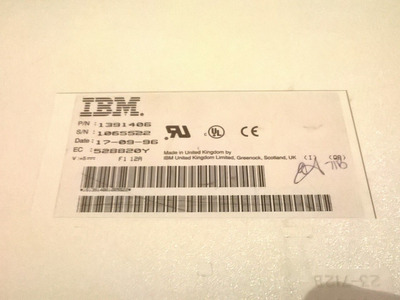 IBM.
P/N :1391406
S/N :1065522
Date :17-09-96
EC :528820Y
F1 12A
Made in United Kingdom by
IBM United Kingdom Limited, Greenock, Scotland, UK (I) (OB)